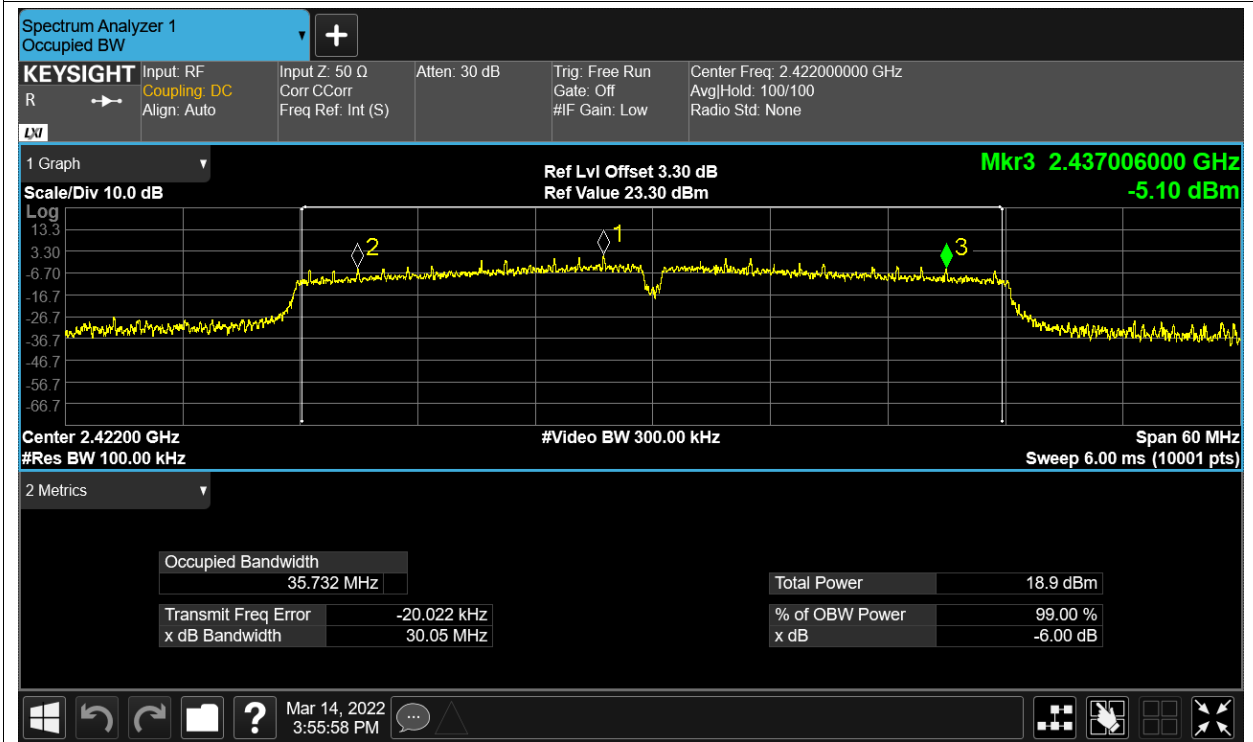 Spectrum Analyzer 1
Occupied BW
KEYSIGHT
R
LXI
Input: RF
Coupling: DC
Align: Auto
Input Z: 50 Ω
Corr CCorr
Freq Ref: Int (S)
Atten: 30 dB
Trig: Free Run
Gate: Off
#IF Gain: Low
Center Freq: 2.422000000 GHz
Avg|Hold: 100/100
Radio Std: None
1 Graph
Scale/Div 10.0 dB
Ref Lvl Offset 3.30 dB
Ref Value 23.30 dBm
Mkr3 2.437006000 GHz
-5.10 dBm
Log
13.3
3.30
-6.70
-16.7
-26.7
-36.7
-46.7
-56.7
-66.7
2
1
3
Center 2.42200 GHz
#Res BW 100.00 kHz
#Video BW 300.00 kHz
Span 60 MHz
Sweep 6.00 ms (10001 pts)
2 Metrics
Occupied Bandwidth
35.732 MHz
Transmit Freq Error -20.022 kHz
x dB Bandwidth 30.05 MHz
Total Power 18.9 dBm
% of OBW Power 99.00 %
x dB -6.00 dB
?
Mar 14, 2022
3:55:58 PM